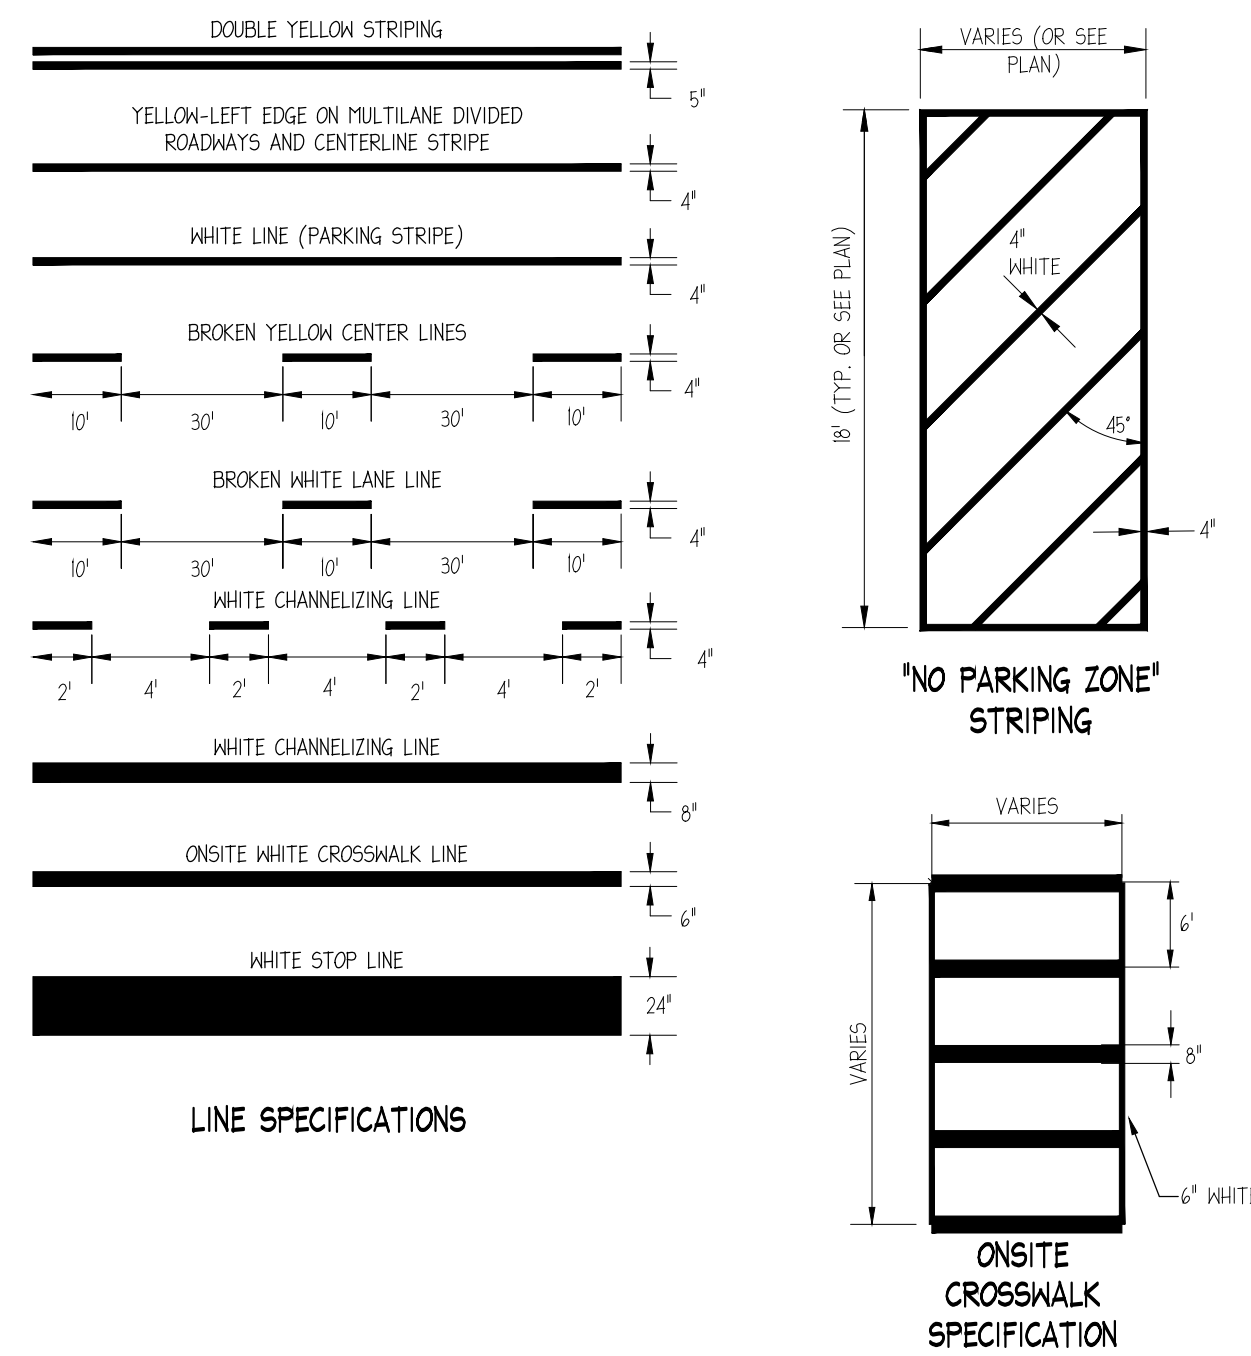 DOUBLE YELLOW STRIPING
5"
YELLOW-LEFT EDGE ON MULTILANE DIVIDED
ROADWAYS AND CENTERLINE STRIPE
4"
WHITE LINE (PARKING STRIPE)
4"
BROKEN YELLOW CENTER LINES
4"
10' 30' 10' 30' 10'
BROKEN WHITE LANE LINE
4"
10' 30' 10' 30' 10'
WHITE CHANNELIZING LINE
4"
2' 4' 2' 4' 2' 4' 2'
WHITE CHANNELIZING LINE
8"
ONSITE WHITE CROSSWALK LINE
6"
WHITE STOP LINE
24"
LINE SPECIFICATIONS
VARIES (OR SEE
PLAN)
18' (TYP. OR SEE PLAN)
4"
WHITE
45°
4"
"NO PARKING ZONE"
STRIPING
VARIES
VARIES
6'
8"
6"
ONSITE
CROSSWALK
SPECIFICATION